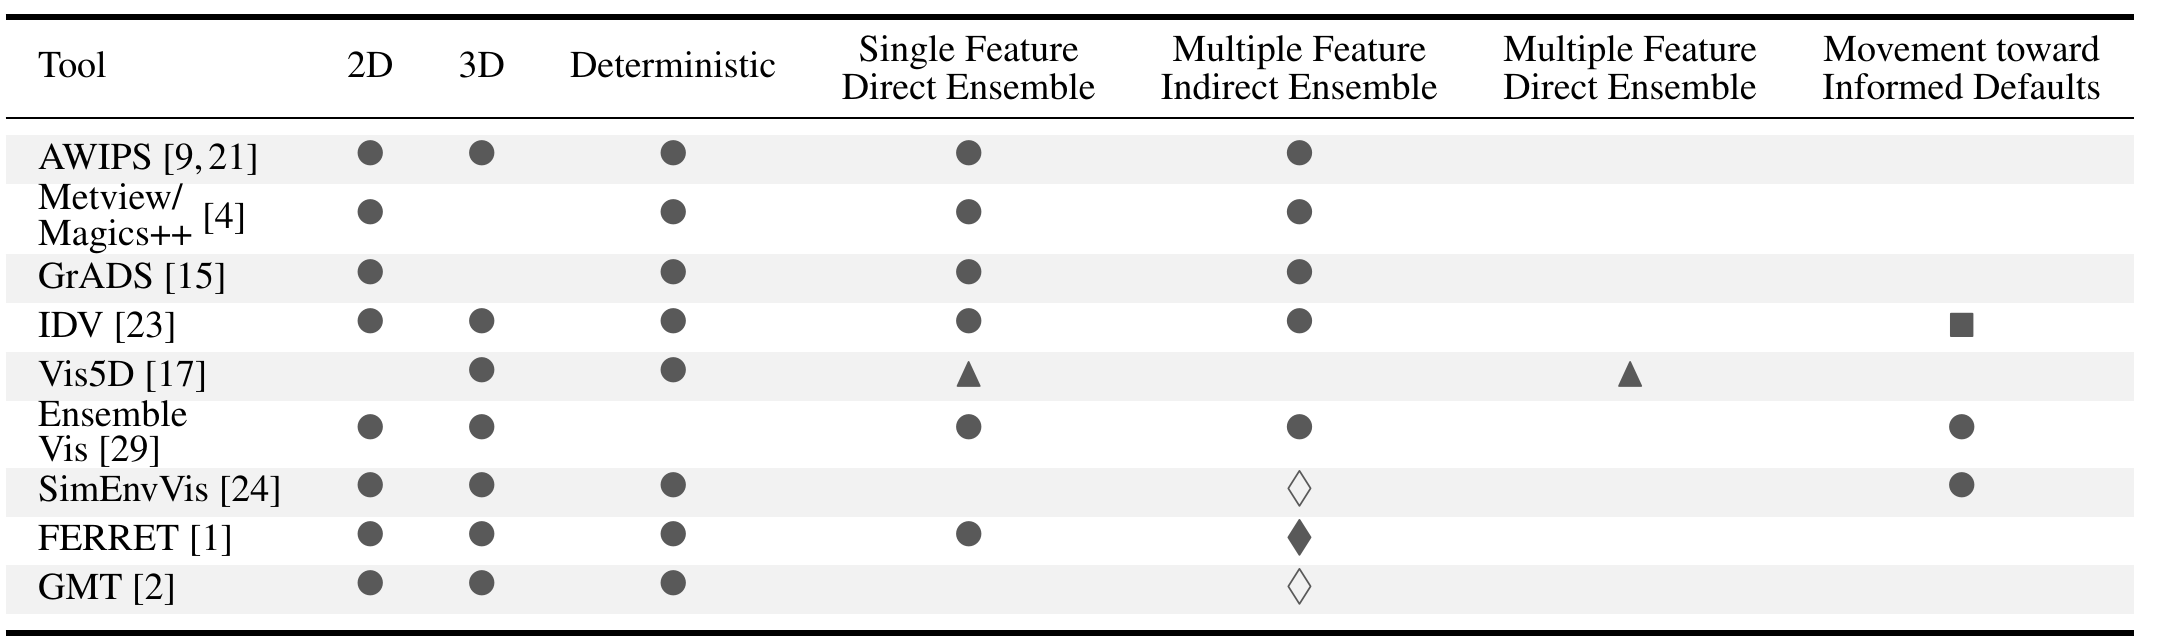 Tool 2D 3D Deterministic Single Feature Direct Ensemble Multiple Feature Indirect Ensemble Multiple Feature Direct Ensemble Movement toward Informed Defaults
AWIPS [9, 21] ● ● ● ● ●
Metview/
Magics++ [4] ● ● ● ●
GrADS [15] ● ● ● ●
IDV [23] ● ● ● ● ● ■
Vis5D [17] ● ● ▲ ▲
Ensemble
Vis [29] ● ● ● ● ●
SimEnvVis [24] ● ● ● ◇ ●
FERRET [1] ● ● ● ● ◆
GMT [2] ● ● ● ◇